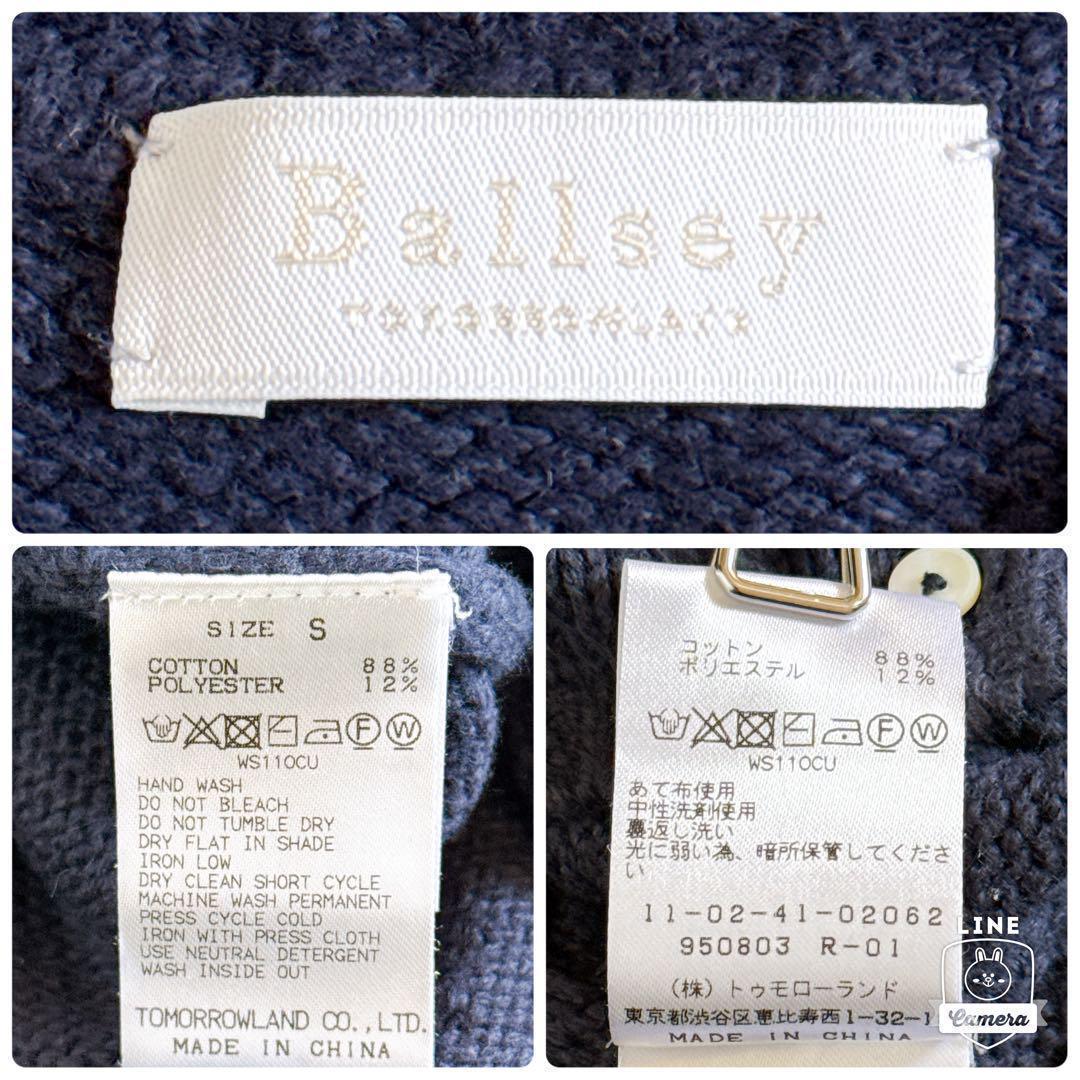 Ballsey
SIZE S
COTTON 88%
POLYESTER 12%
F W
WS110CU
HAND WASH
DO NOT BLEACH
DO NOT TUMBLE DRY
DRY FLAT IN SHADE
IRON LOW
DRY CLEAN SHORT CYCLE
MACHINE WASH PERMANENT
PRESS CYCLE COLD
IRON WITH PRESS CLOTH
USE NEUTRAL DETERGENT
WASH INSIDE OUT
TOMORROWLAND CO.,LTD.
MADE IN CHINA
コットン 88%
ポリエステル 12%
F W
WS110CU
あて布使用
中性洗剤使用
裏返し洗い
光に弱い為、暗所保管してくださ
い
11-02-41-02062
950803 R-01
(株)トゥモローランド
東京都渋谷区恵比寿西1-32-1
MADE IN CHINA
LINE
Camera